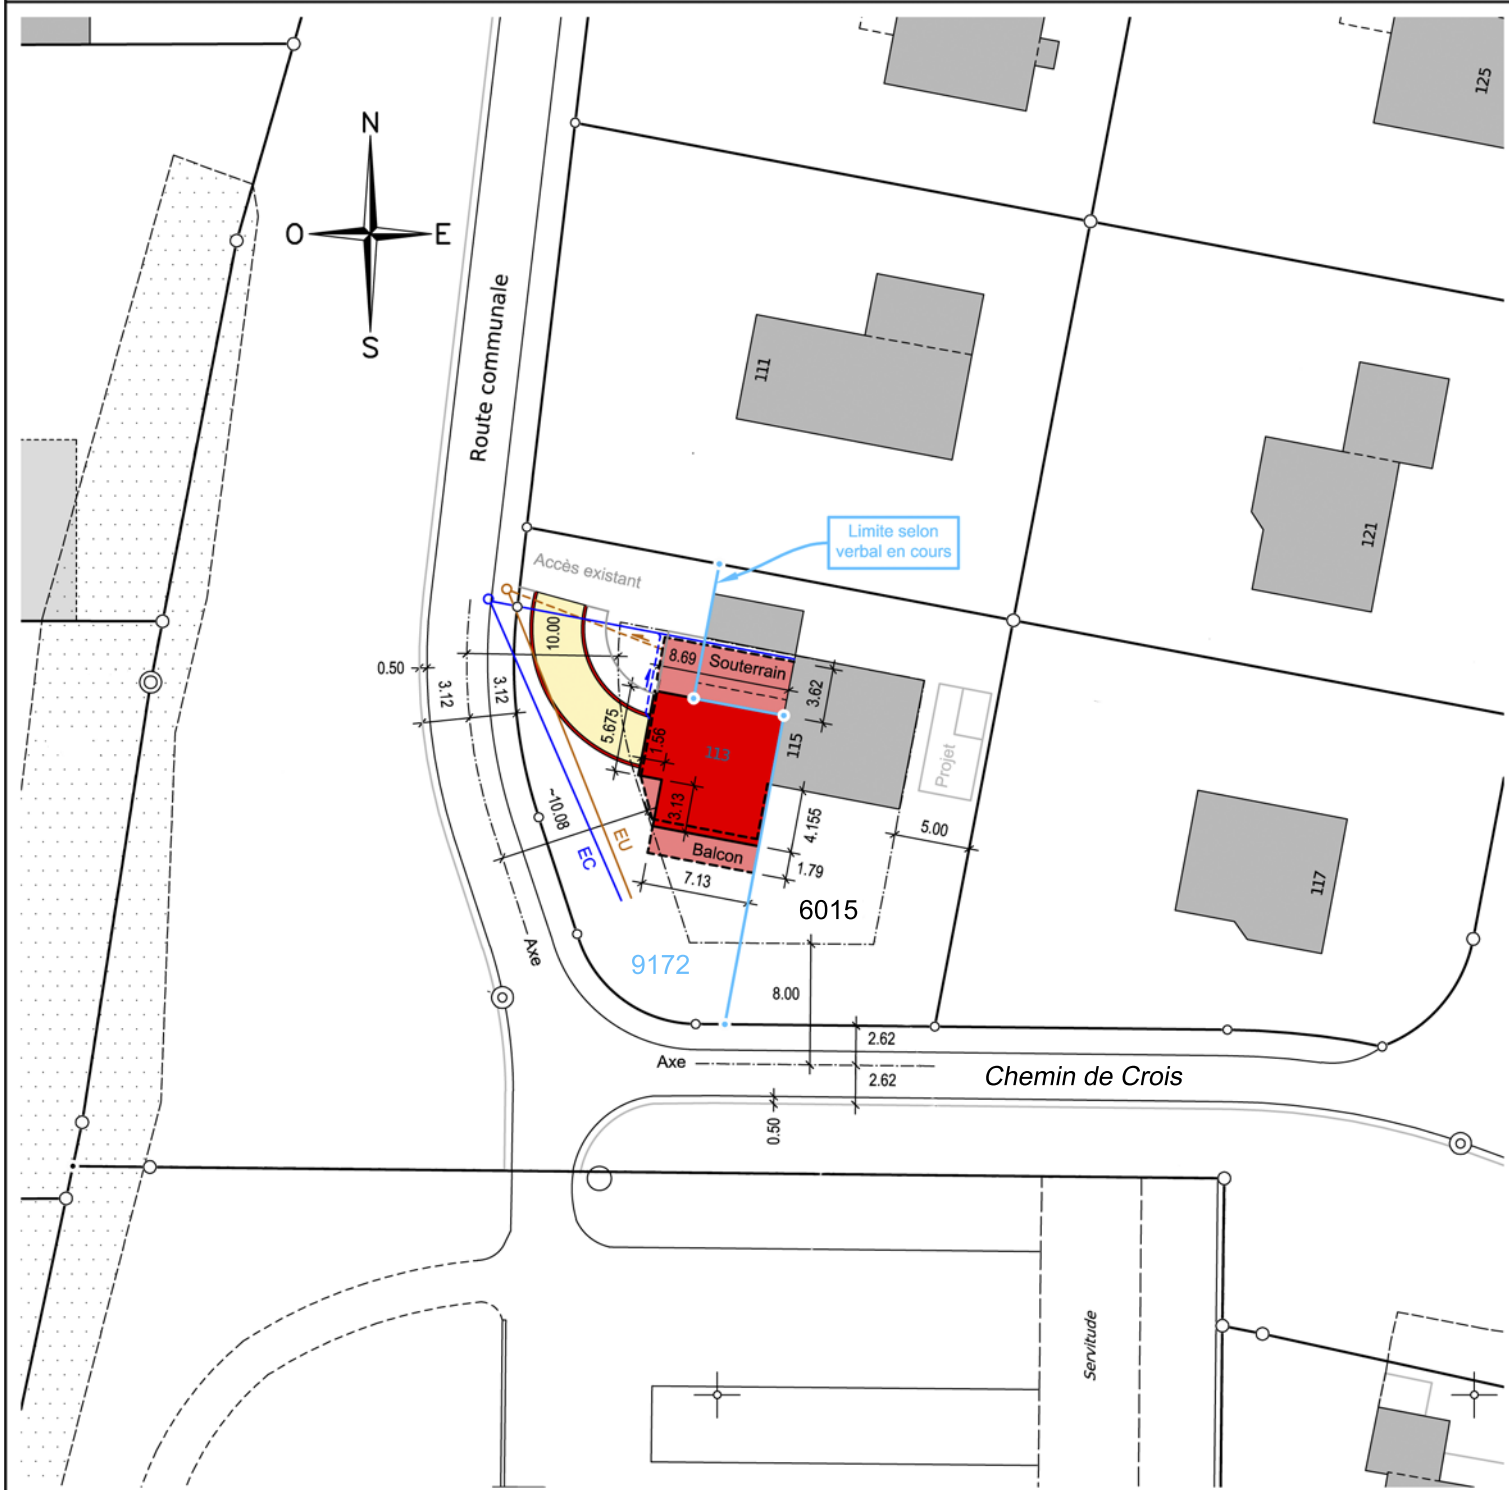 125
N
O
E
S
Route communale
111
121
Limite selon
verbal en cours
Accès existant
10.00
8.69
Souterrain
3.62
0.50
3.12
3.12
5.675
1.56
113
115
Projet
~10.08
3.13
4.155
5.00
EU
EC
Balcon
1.79
7.13
117
6015
Axe
9172
8.00
2.62
Axe
2.62
Chemin de Crois
0.50
Servitude